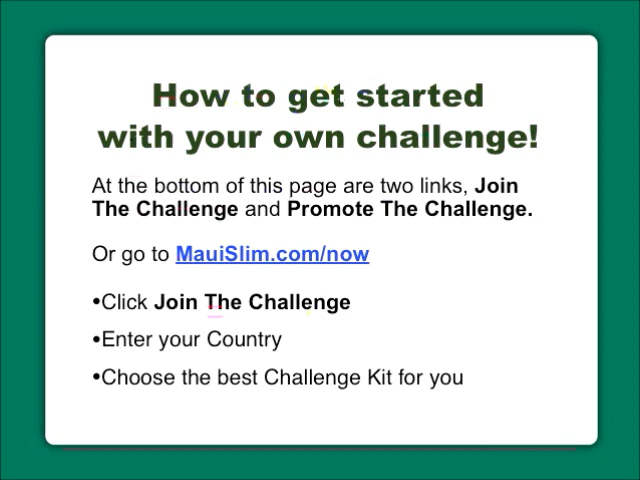 How to get started
with your own challenge!
At the bottom of this page are two links, Join
The Challenge and Promote The Challenge.
Or go to MauiSlim.com/now
•Click Join The Challenge
•Enter your Country
•Choose the best Challenge Kit for you